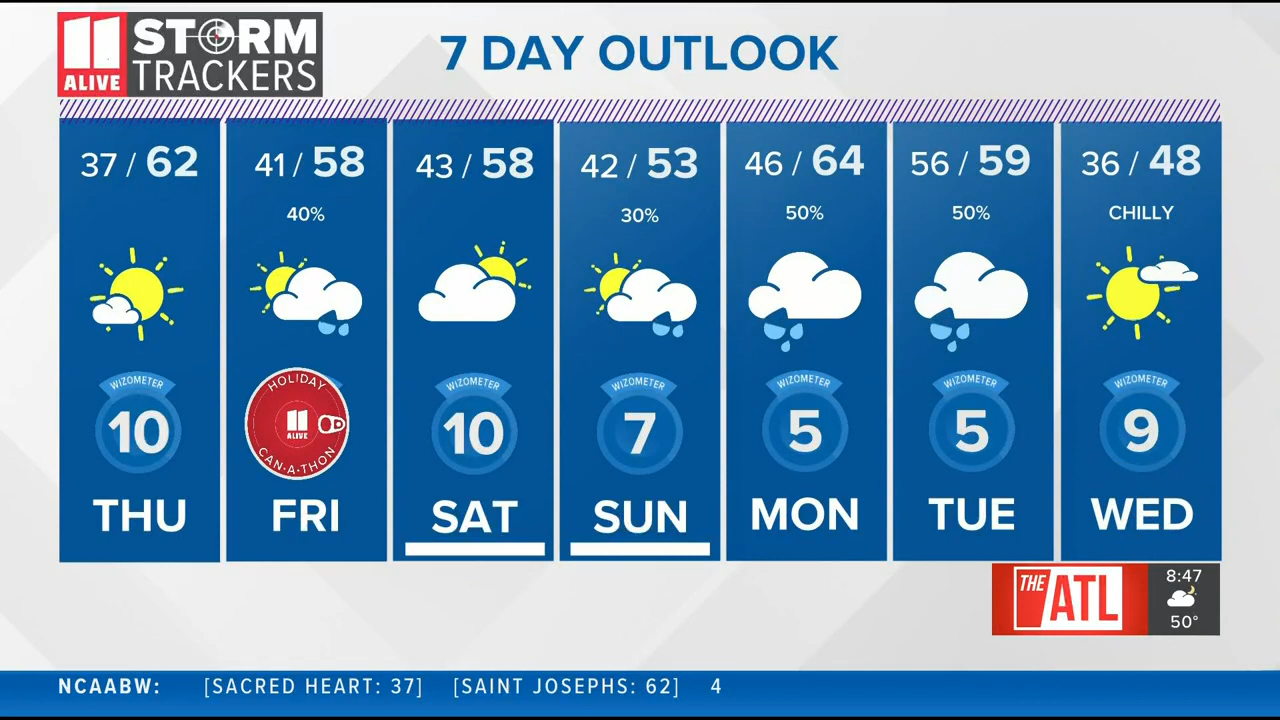 11 ALIVE
STORM
TRACKERS
7 DAY OUTLOOK
37 / 62
41 / 58
43 / 58
42 / 53
46 / 64
56 / 59
36 / 48
40%
30%
50%
50%
CHILLY
WIZOMETER
10
HOLIDAY
11
ALIVE
CAN-A-THON
WIZOMETER
10
WIZOMETER
7
WIZOMETER
5
WIZOMETER
5
WIZOMETER
9
THU
FRI
SAT
SUN
MON
TUE
WED
THE ATL
8:47
50°
NCAABW: [SACRED HEART: 37] [SAINT JOSEPHS: 62] 4